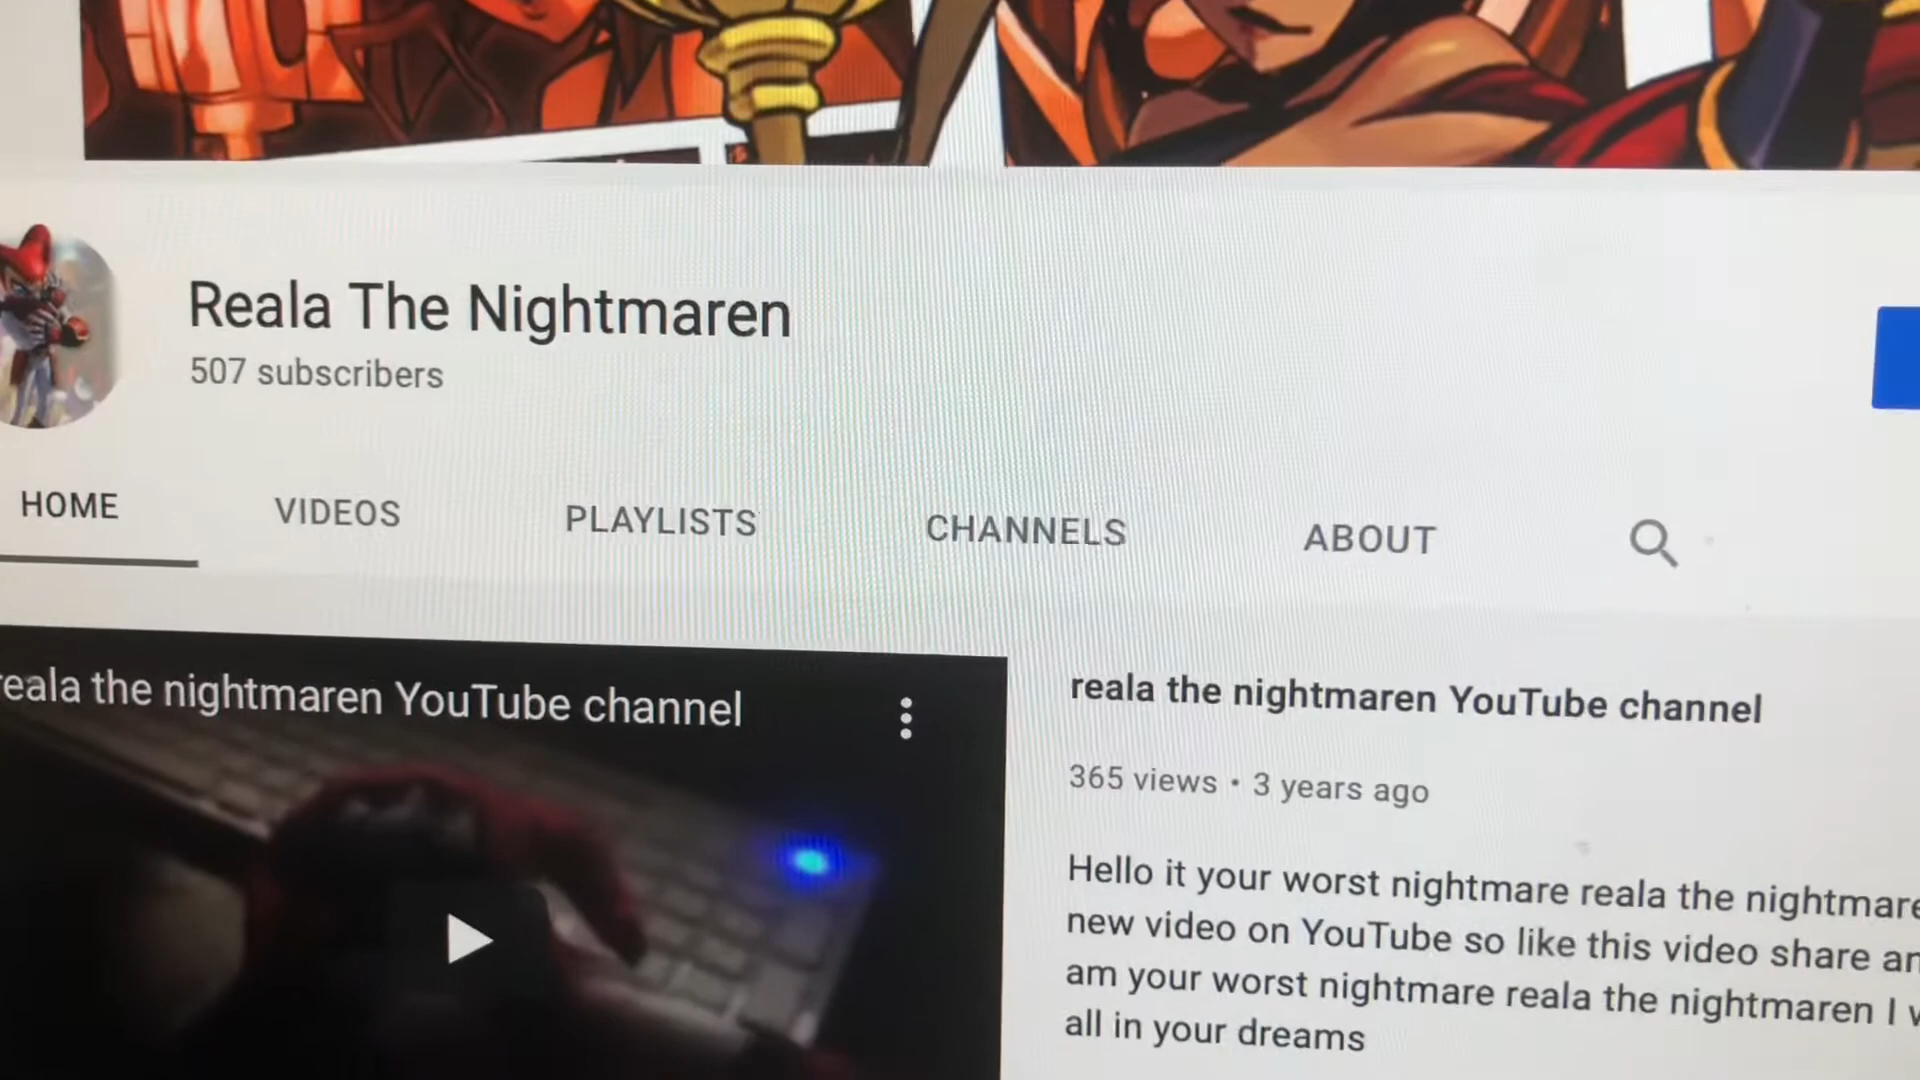 Reala The Nightmaren
507 subscribers
HOME VIDEOS PLAYLISTS CHANNELS ABOUT
eala the nightmaren YouTube channel
reala the nightmaren YouTube channel
365 views • 3 years ago
Hello it your worst nightmare reala the nightmare
new video on YouTube so like this video share an
am your worst nightmare reala the nightmaren I w
all in your dreams